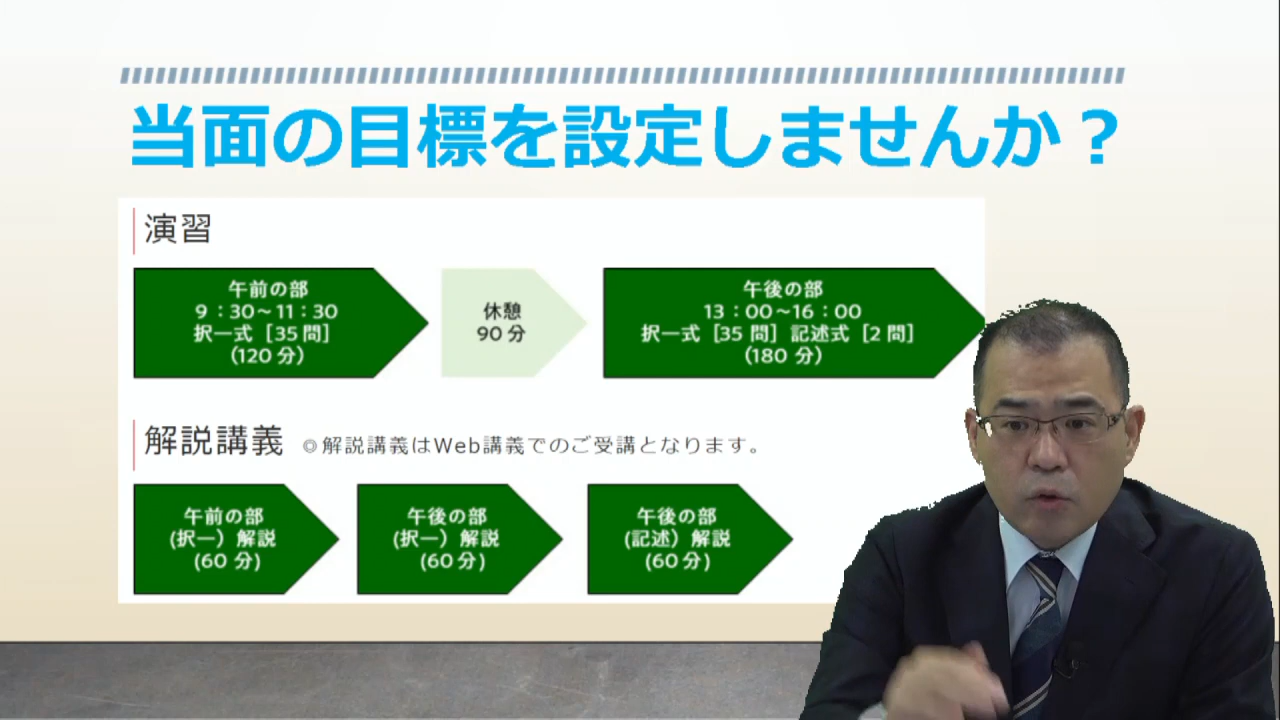 当面の目標を設定しませんか？
演習
午前の部
9：30～11：30
択一式［35問］
（120分）
休憩
90分
午後の部
13：00～16：00
択一式［35問］記述式［2問］
（180 分）
解説講義 ◎解説講義はWeb講義でのご受講となります。
午前の部
(択一）解説
(60 分)
午後の部
(択一）解説
(60分)
午後の部
(記述）解説
(60分)